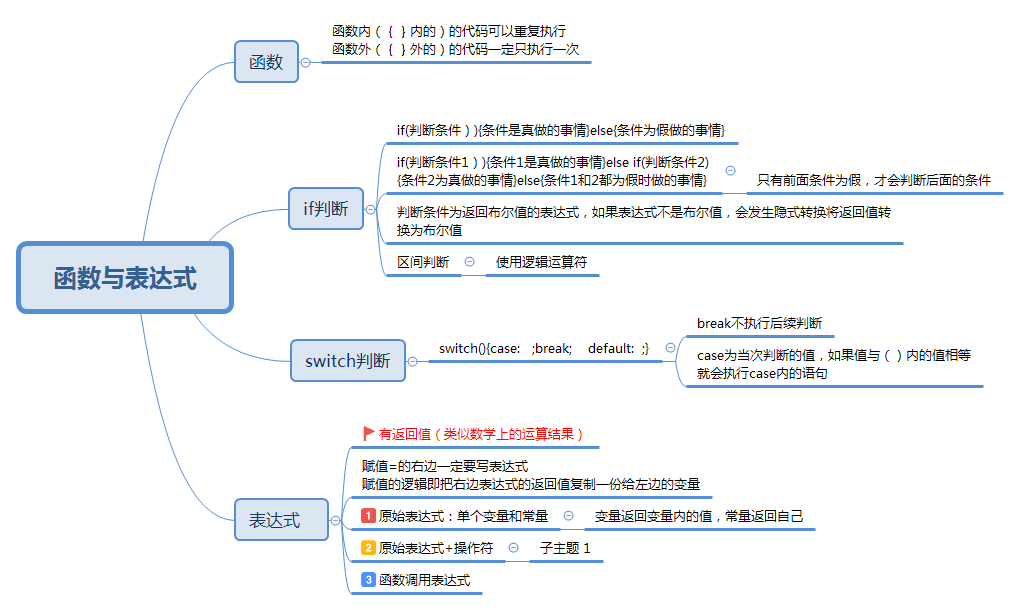 函数与表达式
函数
函数内（｛ ｝内的）的代码可以重复执行
函数外（｛ ｝外的）的代码一定只执行一次
if判断
if(判断条件）){条件是真做的事情}else{条件为假做的事情}
if(判断条件1）){条件1是真做的事情}else if(判断条件2)
{条件2为真做的事情}else{条件1和2都为假时做的事情}
只有前面条件为假，才会判断后面的条件
判断条件为返回布尔值的表达式，如果表达式不是布尔值，会发生隐式转换将返回值转
换为布尔值
区间判断
使用逻辑运算符
switch判断
switch(){case:   ;break;    default:  ;}
break不执行后续判断
case为当次判断的值，如果值与（ ）内的值相等
就会执行case内的语句
表达式
有返回值（类似数学上的运算结果）
赋值=的右边一定要写表达式
赋值的逻辑即把右边表达式的返回值复制一份给左边的变量
1 原始表达式：单个变量和常量
变量返回变量内的值，常量返回自己
2 原始表达式+操作符
子主题 1
3 函数调用表达式